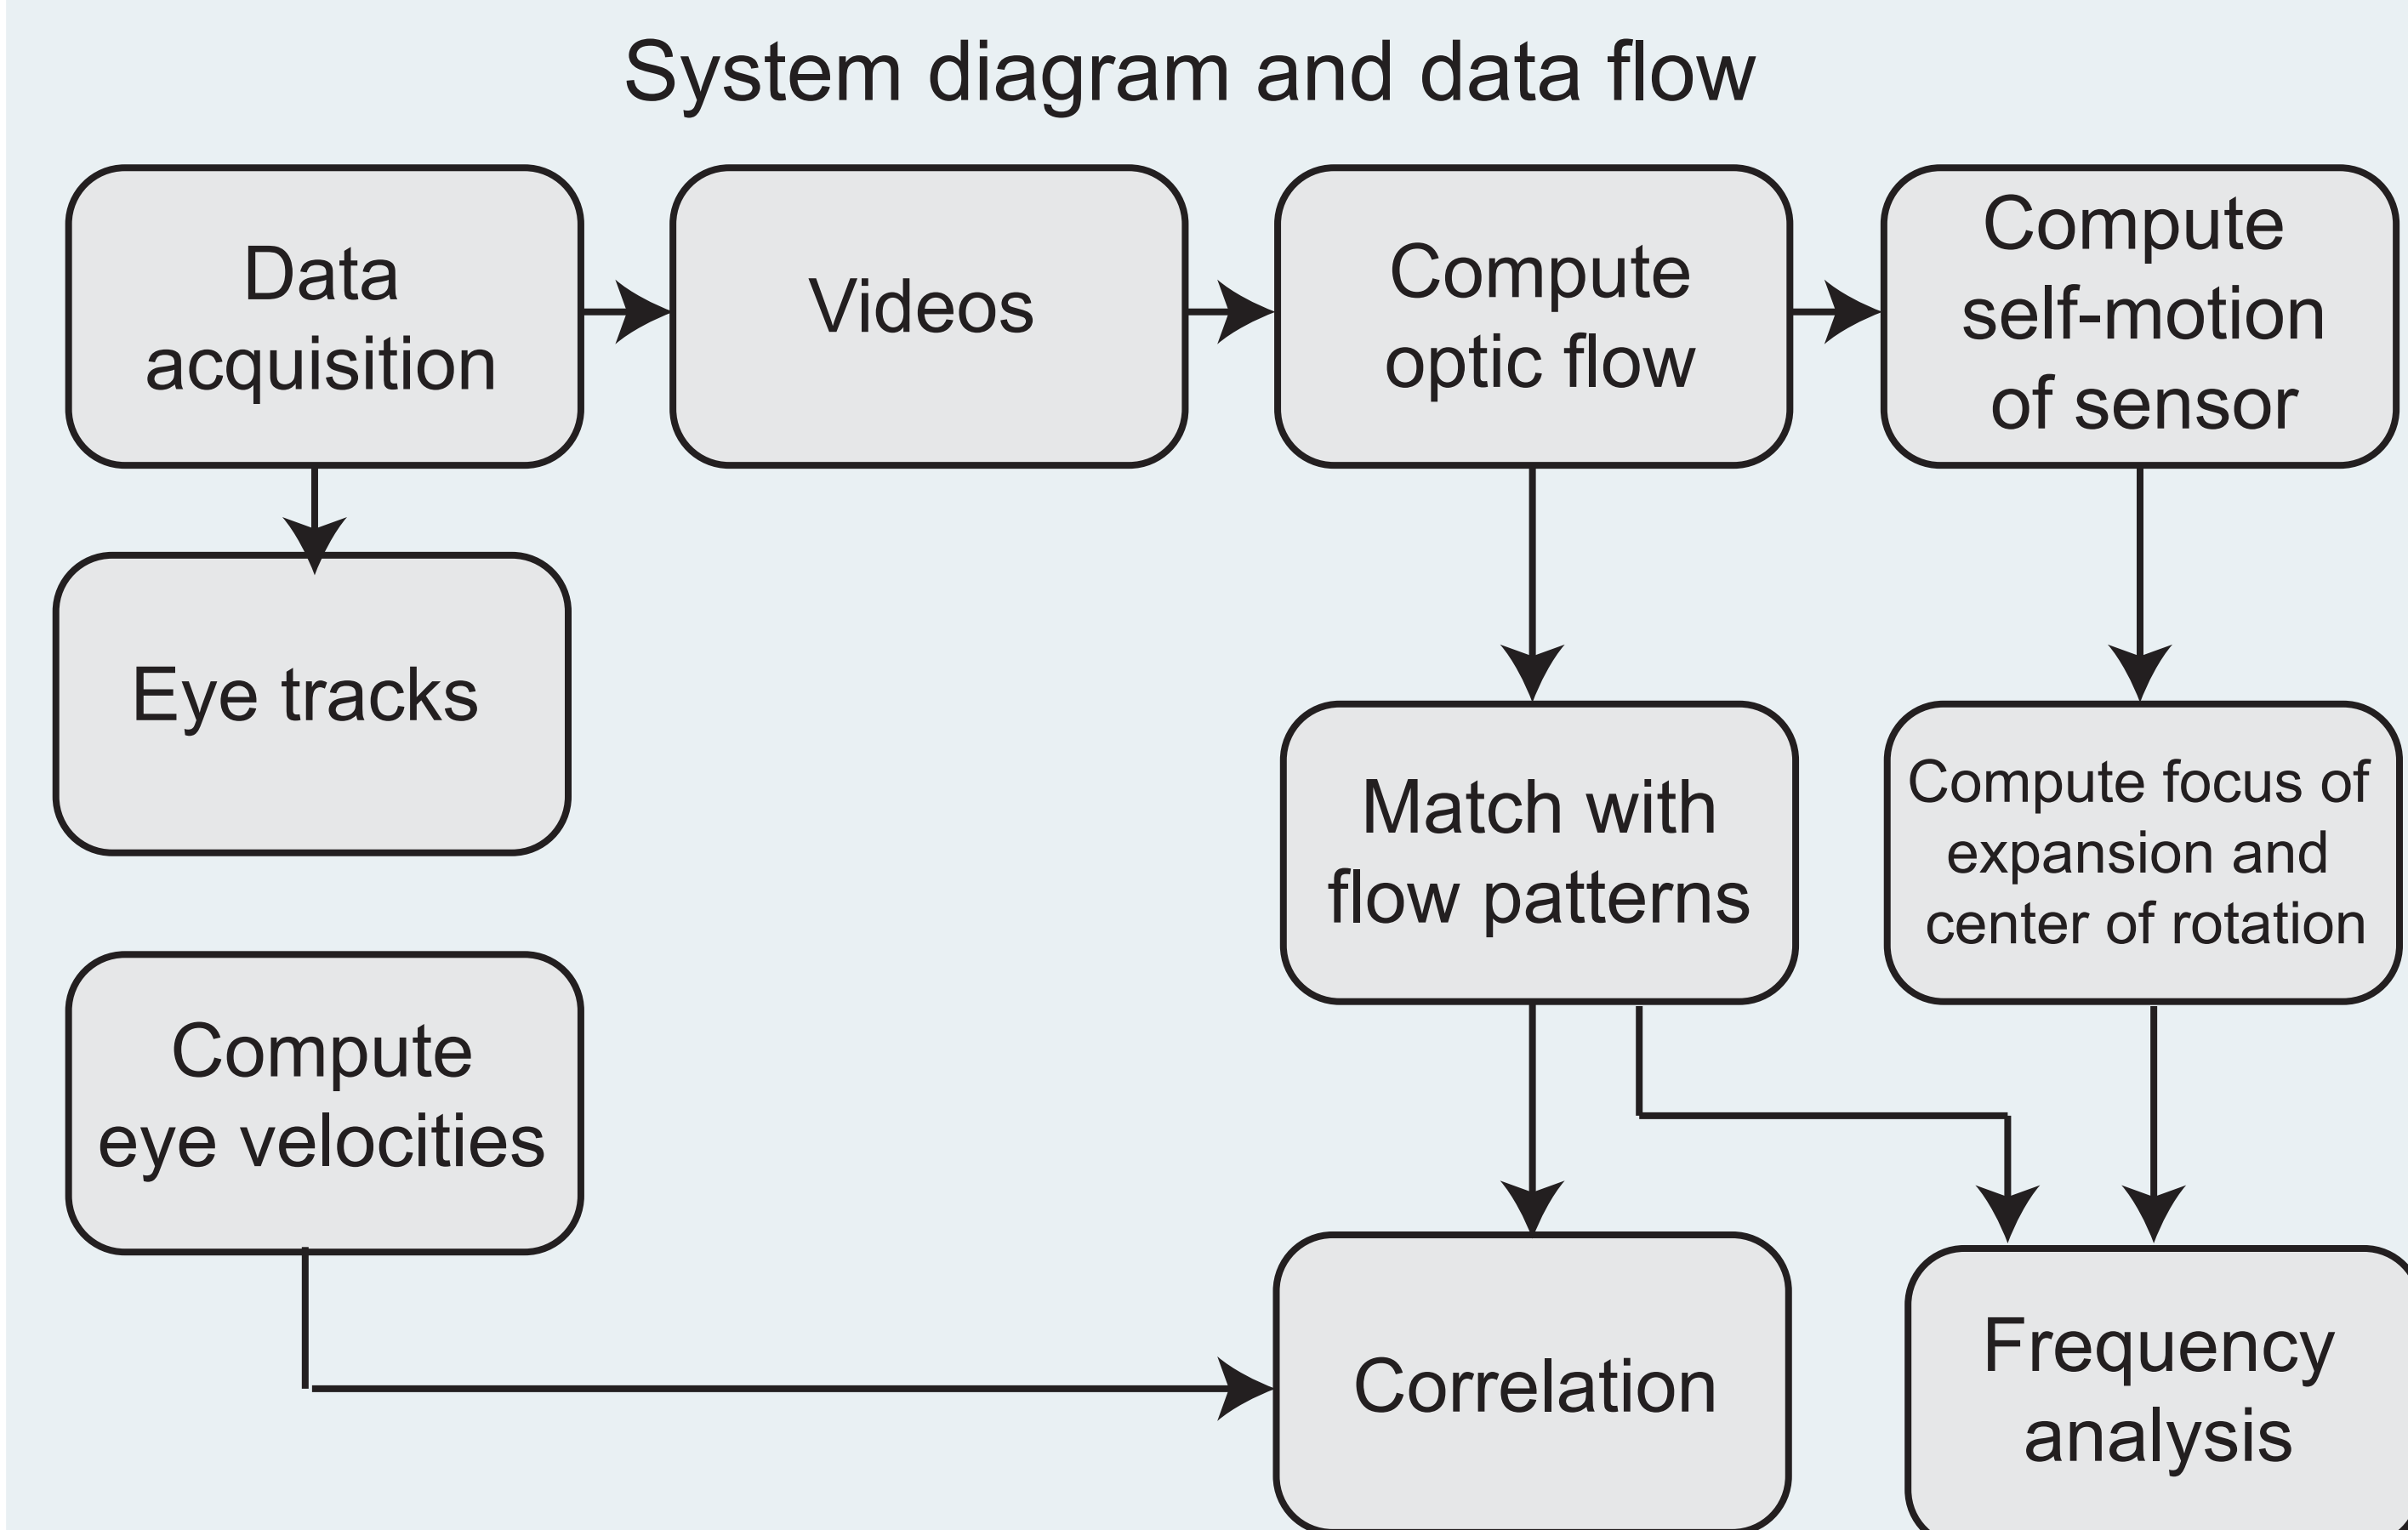 System diagram and data flow
Data
acquisition
Videos
Compute
optic flow
Compute
self-motion
of sensor
Eye tracks
Match with
flow patterns
Compute focus of
expansion and
center of rotation
Compute
eye velocities
Correlation
Frequency
analysis